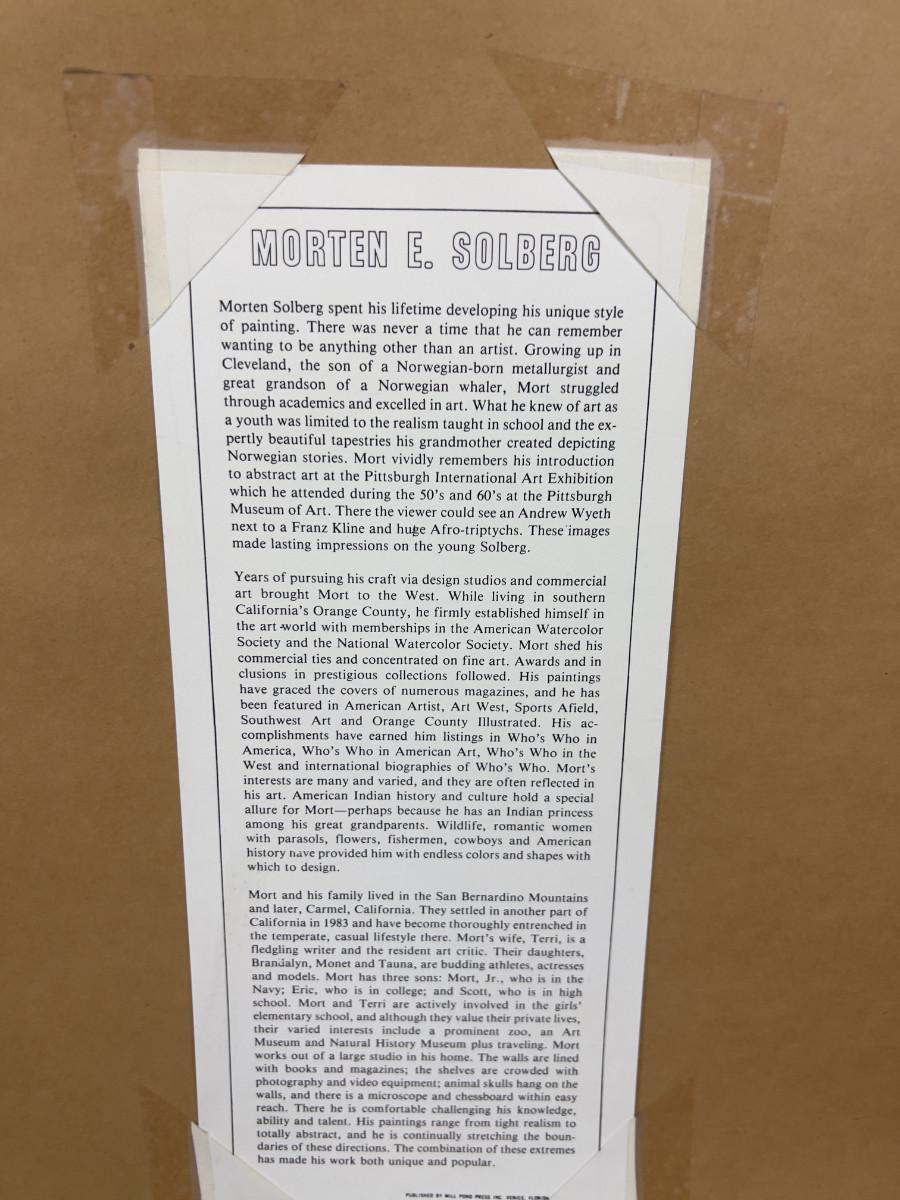 MORTEN E. SOLBERG
Morten Solberg spent his lifetime developing his unique style
of painting. There was never a time that he can remember
wanting to be anything other than an artist. Growing up in
Cleveland, the son of a Norwegian-born metallurgist and
great grandson of a Norwegian whaler, Mort struggled
through academics and excelled in art. What he knew of art as
a youth was limited to the realism taught in school and the ex-
pertly beautiful tapestries his grandmother created depicting
Norwegian stories. Mort vividly remembers his introduction
to abstract art at the Pittsburgh International Art Exhibition
which he attended during the 50's and 60's at the Pittsburgh
Museum of Art. There the viewer could see an Andrew Wyeth
next to a Franz Kline and huge Afro-triptychs. These images
made lasting impressions on the young Solberg.
Years of pursuing his craft via design studios and commercial
art brought Mort to the West. While living in southern
California's Orange County, he firmly established himself in
the art world with memberships in the American Watercolor
Society and the National Watercolor Society. Mort shed his
commercial ties and concentrated on fine art. Awards and in
clusions in prestigious collections followed. His paintings
have graced the covers of numerous magazines, and he has
been featured in American Artist, Art West, Sports Afield,
Southwest Art and Orange County Illustrated. His ac-
complishments have earned him listings in Who's Who in
America, Who's Who in American Art, Who's Who in the
West and international biographies of Who's Who. Mort's
interests are many and varied, and they are often reflected in
his art. American Indian history and culture hold a special
allure for Mort—perhaps because he has an Indian princess
among his great grandparents. Wildlife, romantic women
with parasols, flowers, fishermen, cowboys and American
history have provided him with endless colors and shapes with
which to design.
Mort and his family lived in the San Bernardino Mountains
and later, Carmel, California. They settled in another part of
California in 1983 and have become thoroughly entrenched in
the temperate, casual lifestyle there. Mort's wife, Terri, is a
fledgling writer and the resident art critic. Their daughters,
Brandalyn, Monet and Tauna, are budding athletes, actresses
and models. Mort has three sons: Mort, Jr., who is in the
Navy; Eric, who is in college; and Scott, who is in high
school. Mort and Terri are actively involved in the girls'
elementary school, and although they value their private lives,
their varied interests include a prominent zoo, an Art
Museum and Natural History Museum plus traveling. Mort
works out of a large studio in his home. The walls are lined
with books and magazines; the shelves are crowded with
photography and video equipment; animal skulls hang on the
walls, and there is a microscope and chessboard within easy
reach. There he is comfortable challenging his knowledge,
ability and talent. His paintings range from tight realism to
totally abstract, and he is continually stretching the boun-
daries of these directions. The combination of these extremes
has made his work both unique and popular.
PUBLISHED BY MILL POND PRESS INC. VENICE, FLORIDA